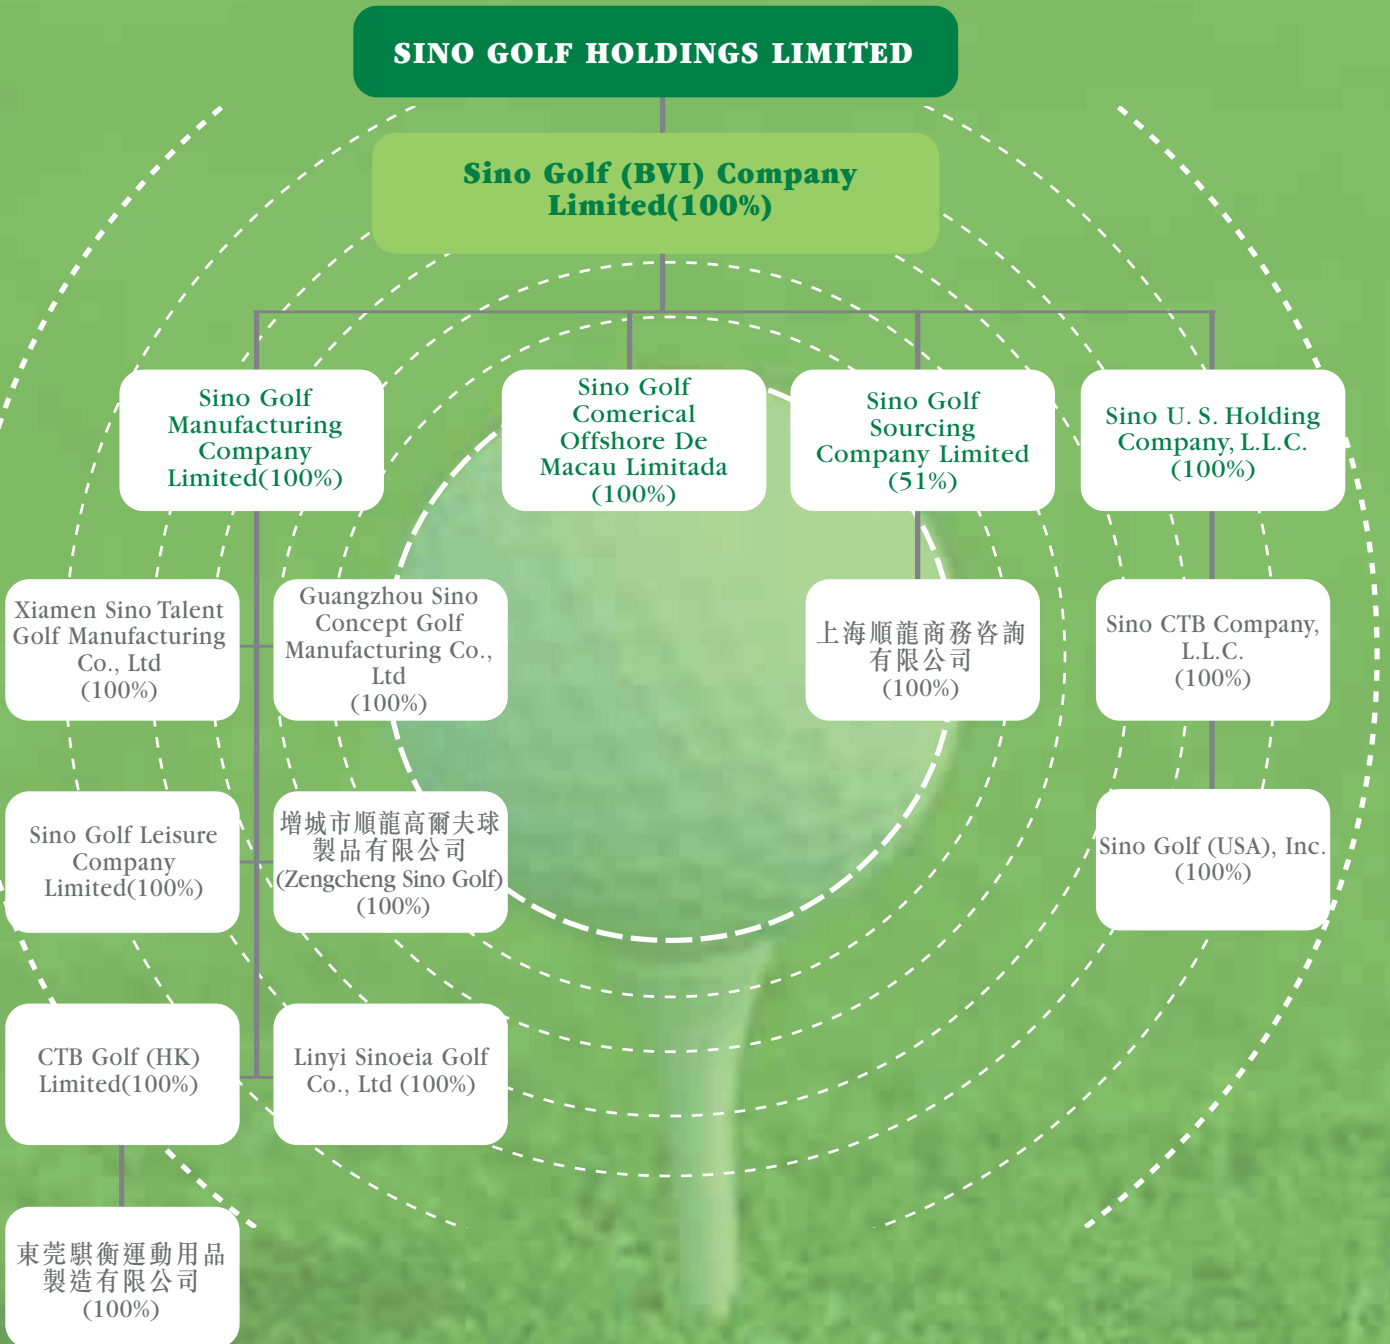 SINO GOLF HOLDINGS LIMITED
Sino Golf (BVI) Company
Limited(100%)
Sino Golf
Manufacturing
Company
Limited(100%)
Sino Golf
Comerical
Offshore De
Macau Limitada
(100%)
Sino Golf
Sourcing
Company Limited
(51%)
Sino U. S. Holding
Company, L.L.C.
(100%)
Xiamen Sino Talent
Golf Manufacturing
Co., Ltd
(100%)
Guangzhou Sino
Concept Golf
Manufacturing Co.,
Ltd
(100%)
上海順龍商務咨詢
有限公司
(100%)
Sino CTB Company,
L.L.C.
(100%)
Sino Golf Leisure
Company
Limited(100%)
增城市順龍高爾夫球
製品有限公司
(Zengcheng Sino Golf)
(100%)
Sino Golf (USA), Inc.
(100%)
CTB Golf (HK)
Limited(100%)
Linyi Sinoeia Golf
Co., Ltd (100%)
東莞騏衡運動用品
製造有限公司
(100%)